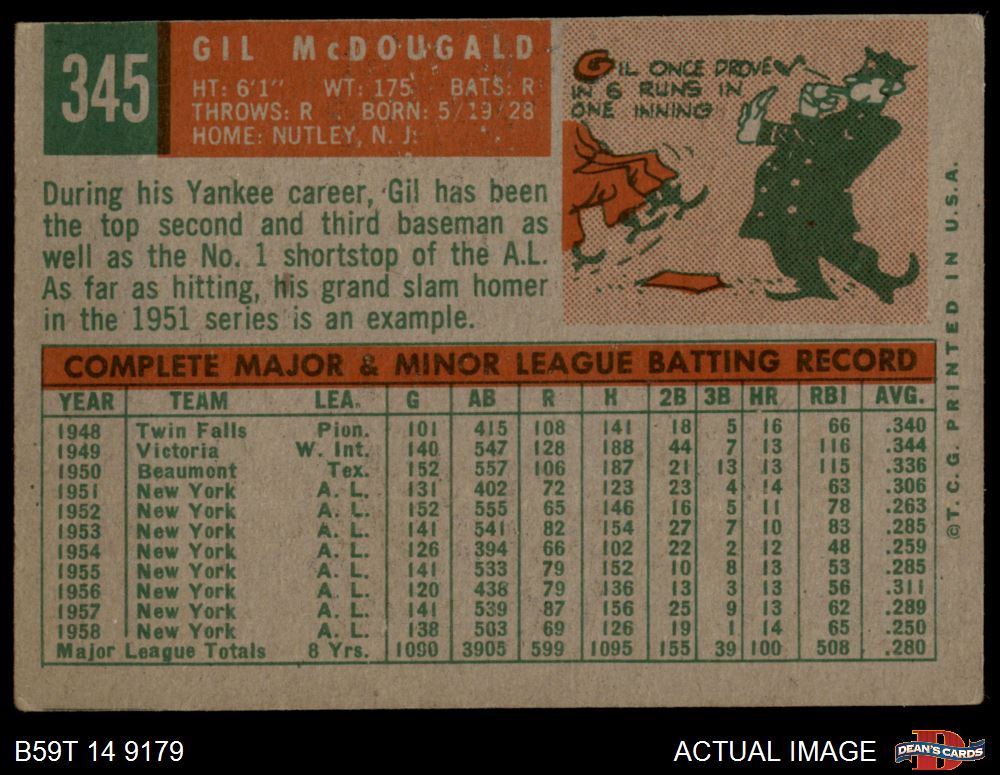 345
GIL McDOUGALD
HT: 6'1" WT: 175 BATS: R
THROWS: R BORN: 5/19/28
HOME: NUTLEY, N. J.
GIL ONCE DROVE
IN 6 RUNS IN
ONE INNING
During his Yankee career, Gil has been
the top second and third baseman as
well as the No. 1 shortstop of the A.L.
As far as hitting, his grand slam homer
in the 1951 series is an example.
COMPLETE MAJOR & MINOR LEAGUE BATTING RECORD
YEAR TEAM LEA. G AB R H 2B 3B HR RBI AVG.
1948 Twin Falls Pion. 101 415 108 141 18 5 16 66 .340
1949 Victoria W. Int. 140 547 128 188 44 7 13 116 .344
1950 Beaumont Tex. 152 557 106 187 21 13 13 115 .336
1951 New York A. L. 131 402 72 123 23 4 14 63 .306
1952 New York A. L. 152 555 65 146 16 5 11 78 .263
1953 New York A. L. 141 541 82 154 27 7 10 83 .285
1954 New York A. L. 126 394 66 102 22 2 12 48 .259
1955 New York A. L. 141 533 79 152 10 8 13 53 .285
1956 New York A. L. 120 438 79 136 13 3 13 56 .311
1957 New York A. L. 141 539 87 156 25 9 13 62 .289
1958 New York A. L. 138 503 69 126 19 1 14 65 .250
Major League Totals 8 Yrs. 1090 3905 599 1095 155 39 100 508 .280
©T. C. G. PRINTED IN U.S.A.
B59T 14 9179
ACTUAL IMAGE
D
DEAN'S CARDS